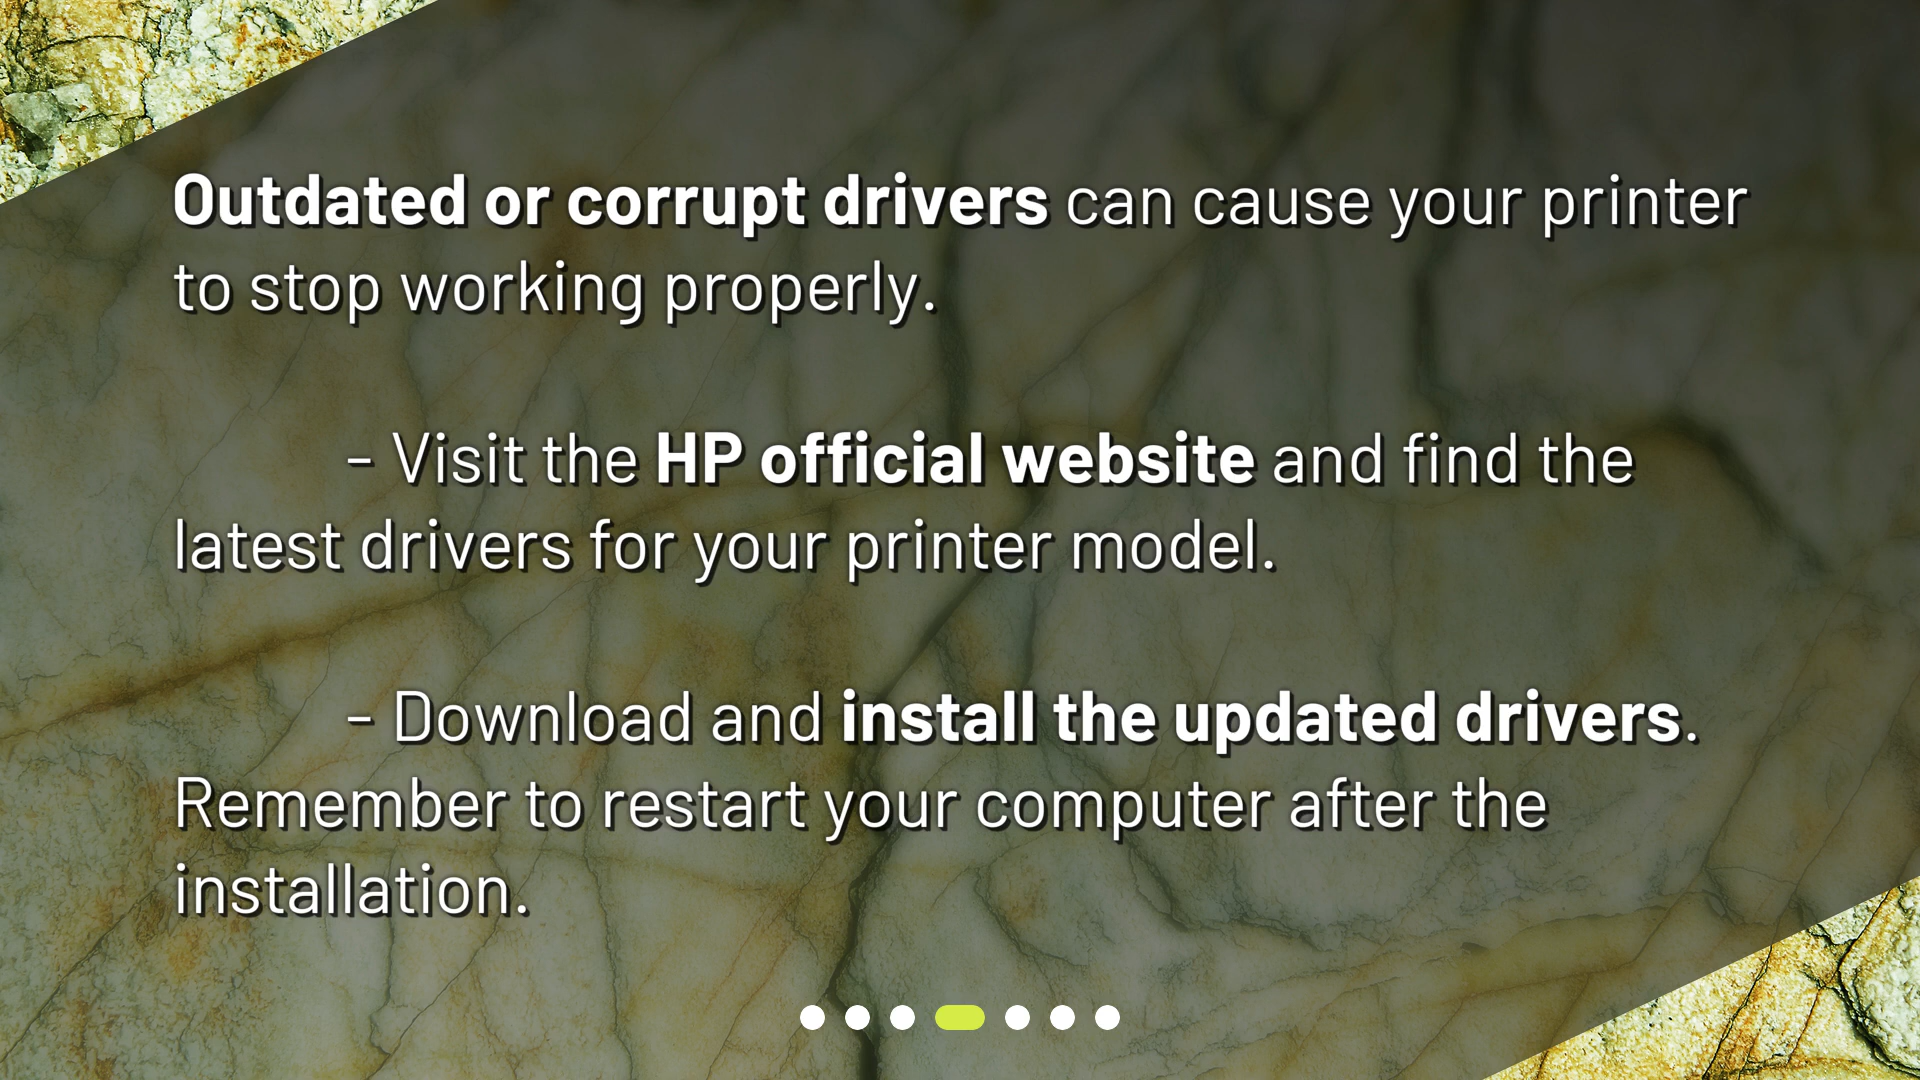 Outdated or corrupt drivers can cause your printer
to stop working properly.
- Visit the HP official website and find the
latest drivers for your printer model.
- Download and install the updated drivers.
Remember to restart your computer after the
installation.